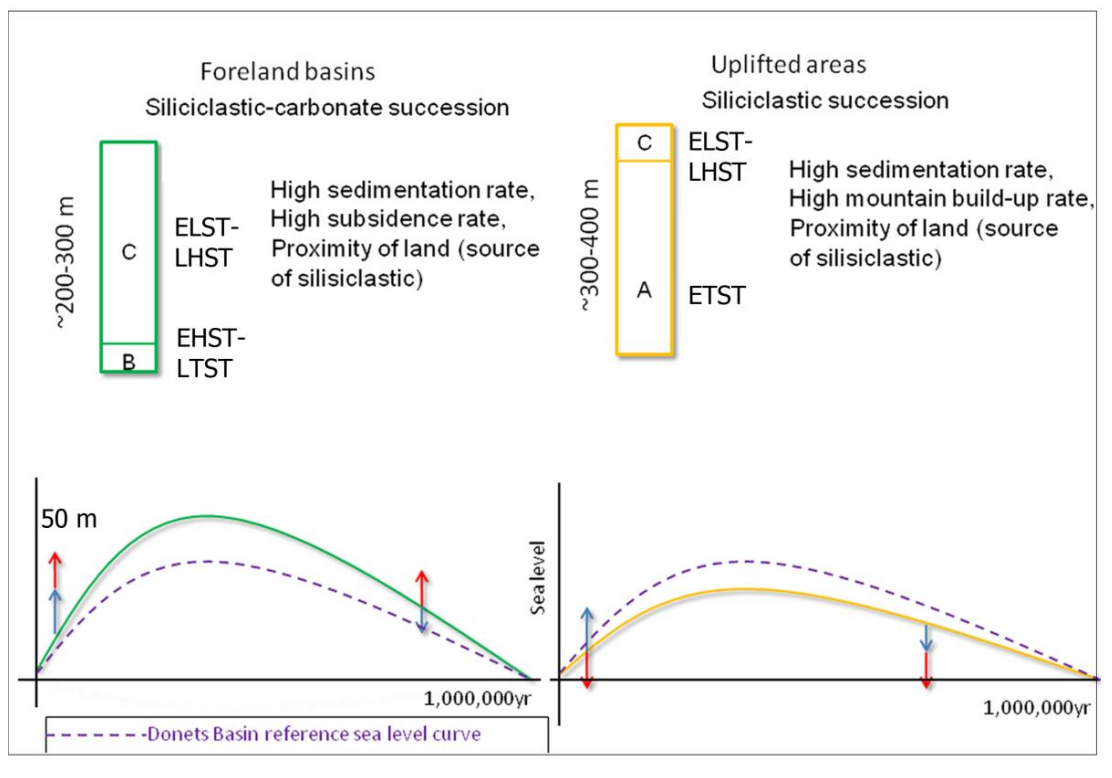 Foreland basins
Siliciclastic-carbonate succession
~200-300 m
C
B
ELST-
LHST
EHST-
LTST
High sedimentation rate,
High subsidence rate,
Proximity of land (source
of silisiclastic)
Uplifted areas
Siliciclastic succession
~300-400 m
C
A
ELST-
LHST
ETST
High sedimentation rate,
High mountain build-up rate,
Proximity of land (source
of silisiclastic)
50 m
1,000,000yr
Sea level
1,000,000yr
Donets Basin reference sea level curve